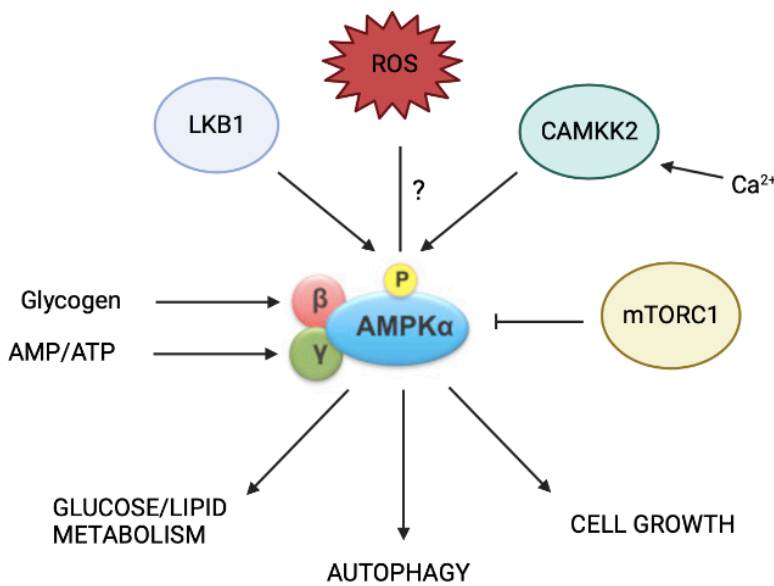 ROS
LKB1
CAMKK2
?
Ca²⁺
P
Glycogen
β
AMPKα
mTORC1
AMP/ATP
γ
GLUCOSE/LIPID
METABOLISM
CELL GROWTH
AUTOPHAGY